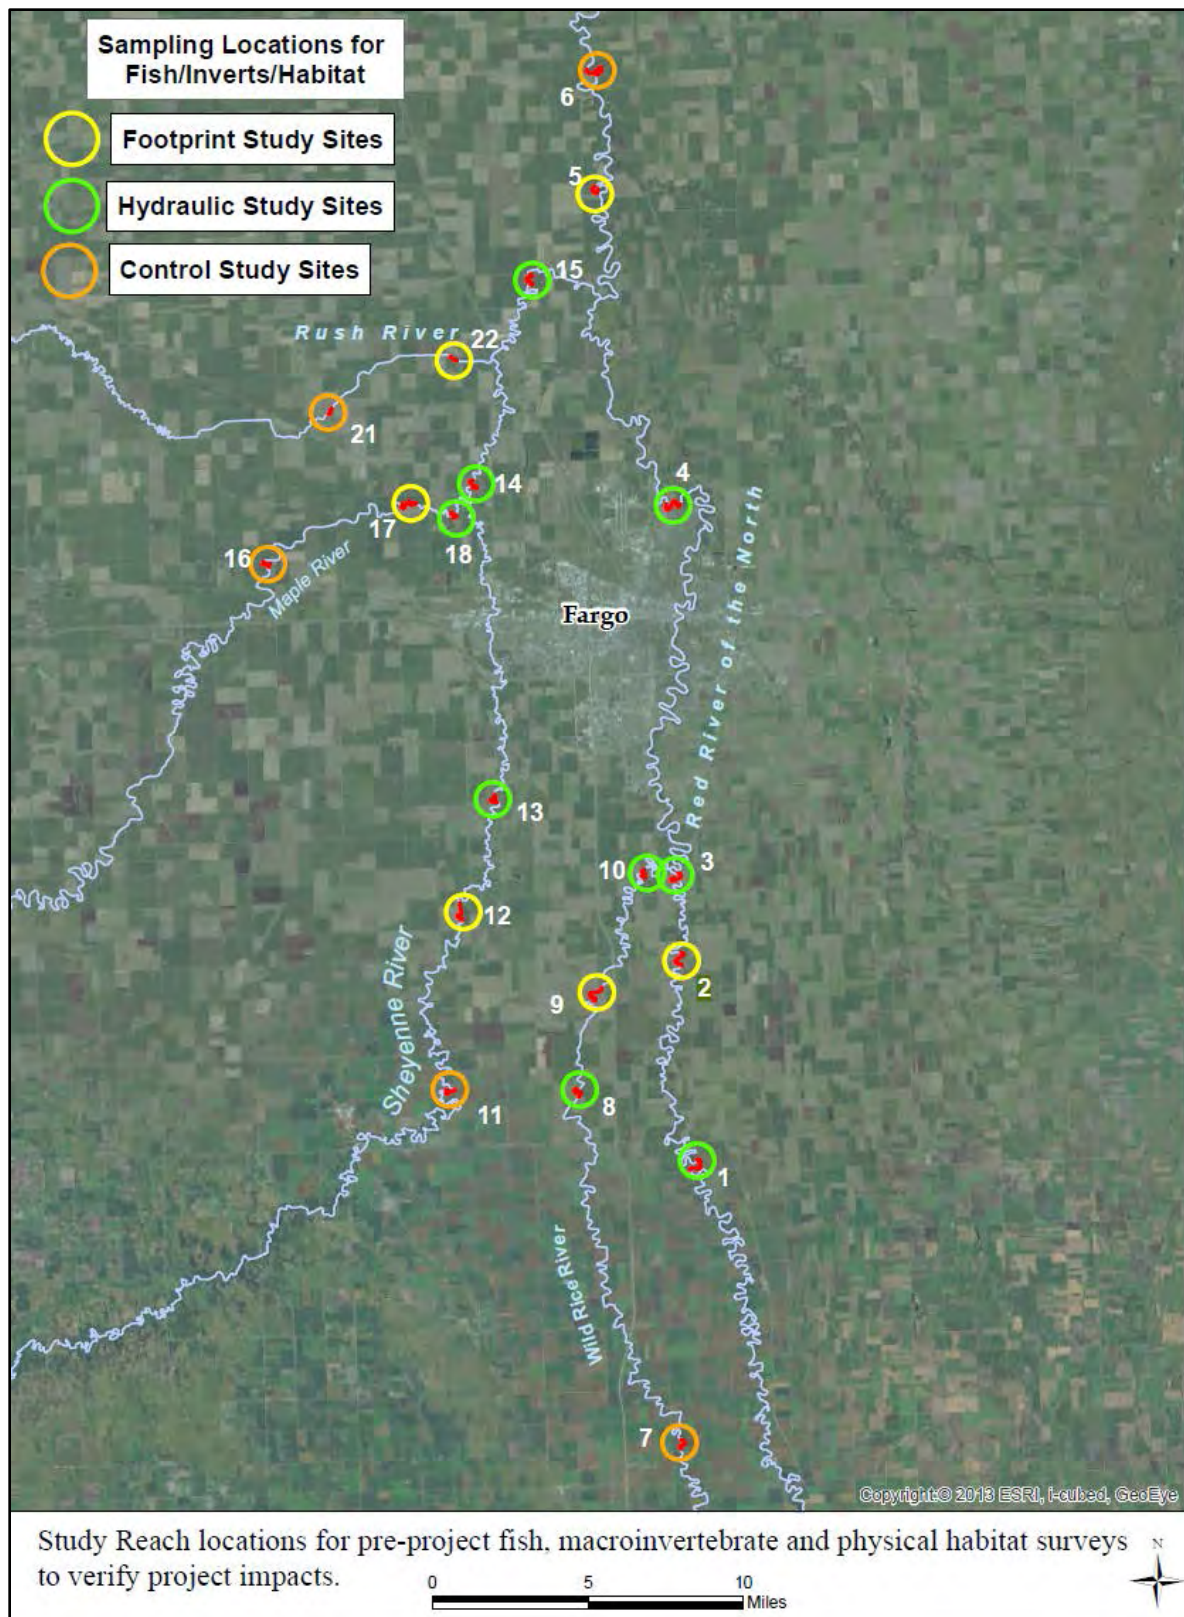 Sampling Locations for
Fish/Inverts/Habitat
Footprint Study Sites
Hydraulic Study Sites
Control Study Sites
6
5
15
Rush River
22
21
4
14
17
18
16
Maple River
Fargo
Red River of the North
13
10
3
12
2
9
Sheyenne River
11
8
1
Wild Rice River
7
Copyright:© 2013 ESRI, i-cubed, GeoEye
Study Reach locations for pre-project fish, macroinvertebrate and physical habitat surveys
to verify project impacts.
N
0 5 10
Miles